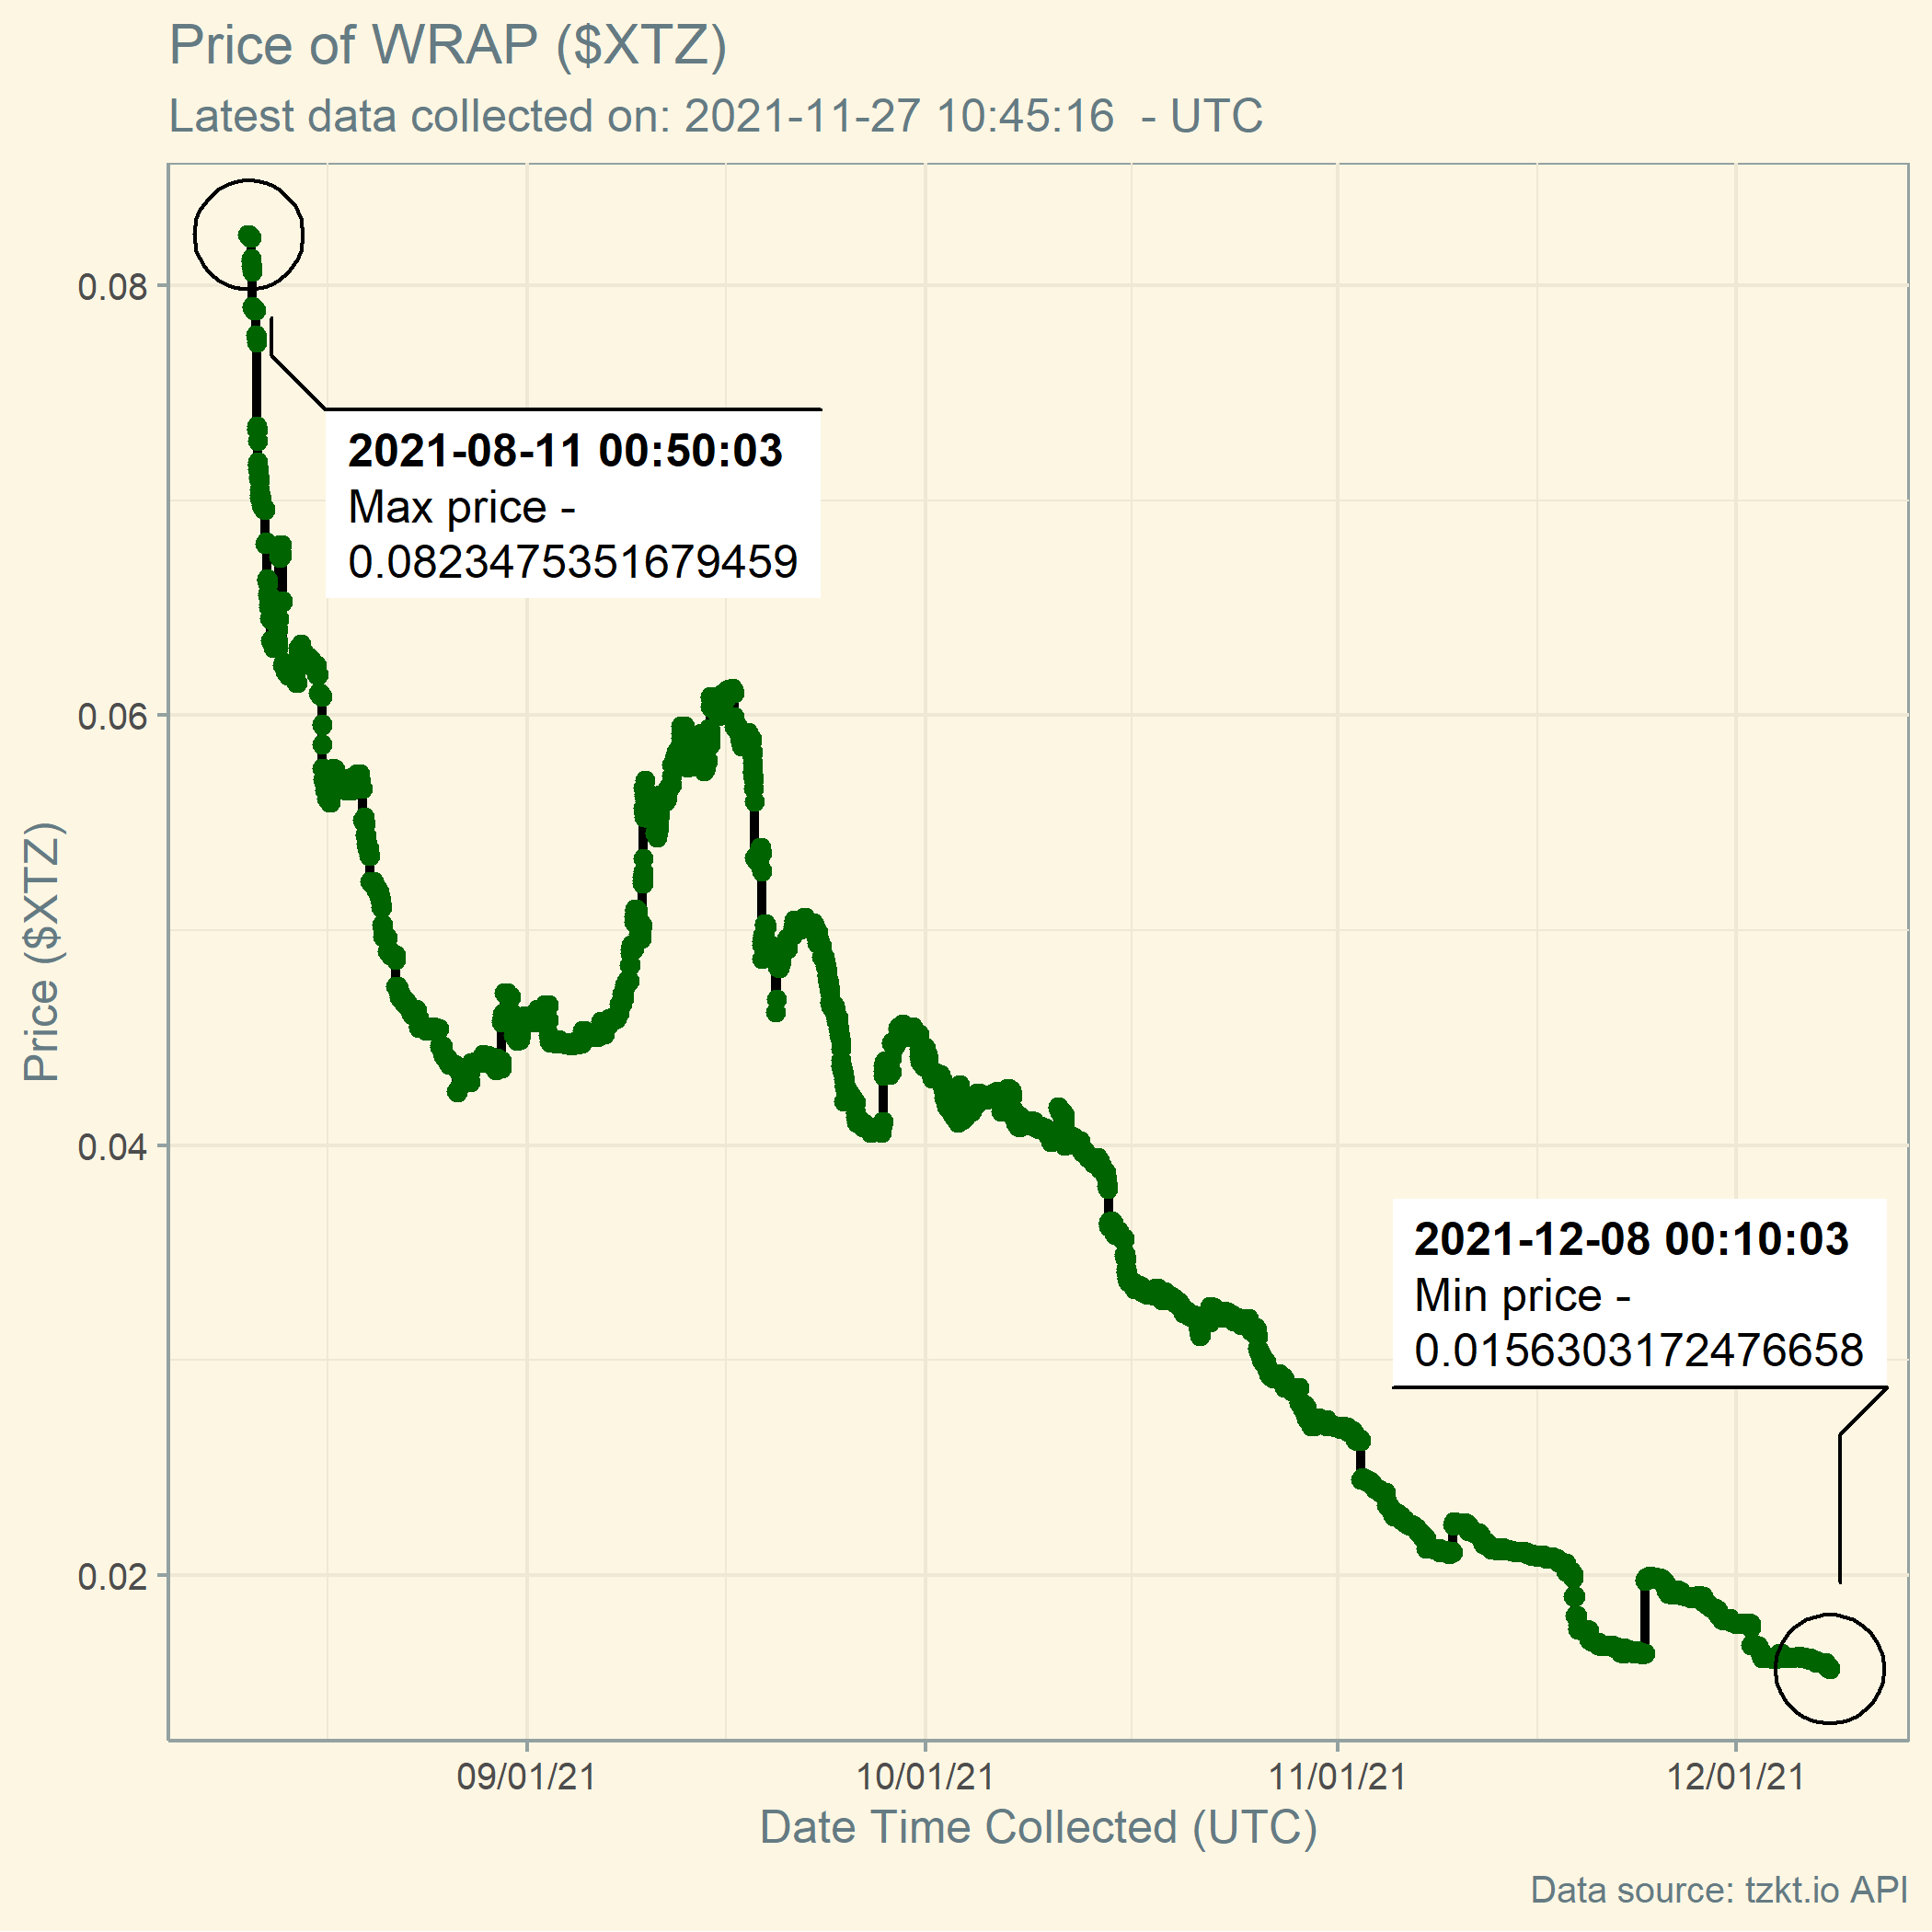 Price of WRAP ($XTZ)
Latest data collected on: 2021-11-27 10:45:16  - UTC
Price ($XTZ)
0.08
0.06
0.04
0.02
2021-08-11 00:50:03
Max price -
0.0823475351679459
2021-12-08 00:10:03
Min price -
0.0156303172476658
09/01/21
10/01/21
11/01/21
12/01/21
Date Time Collected (UTC)
Data source: tzkt.io API